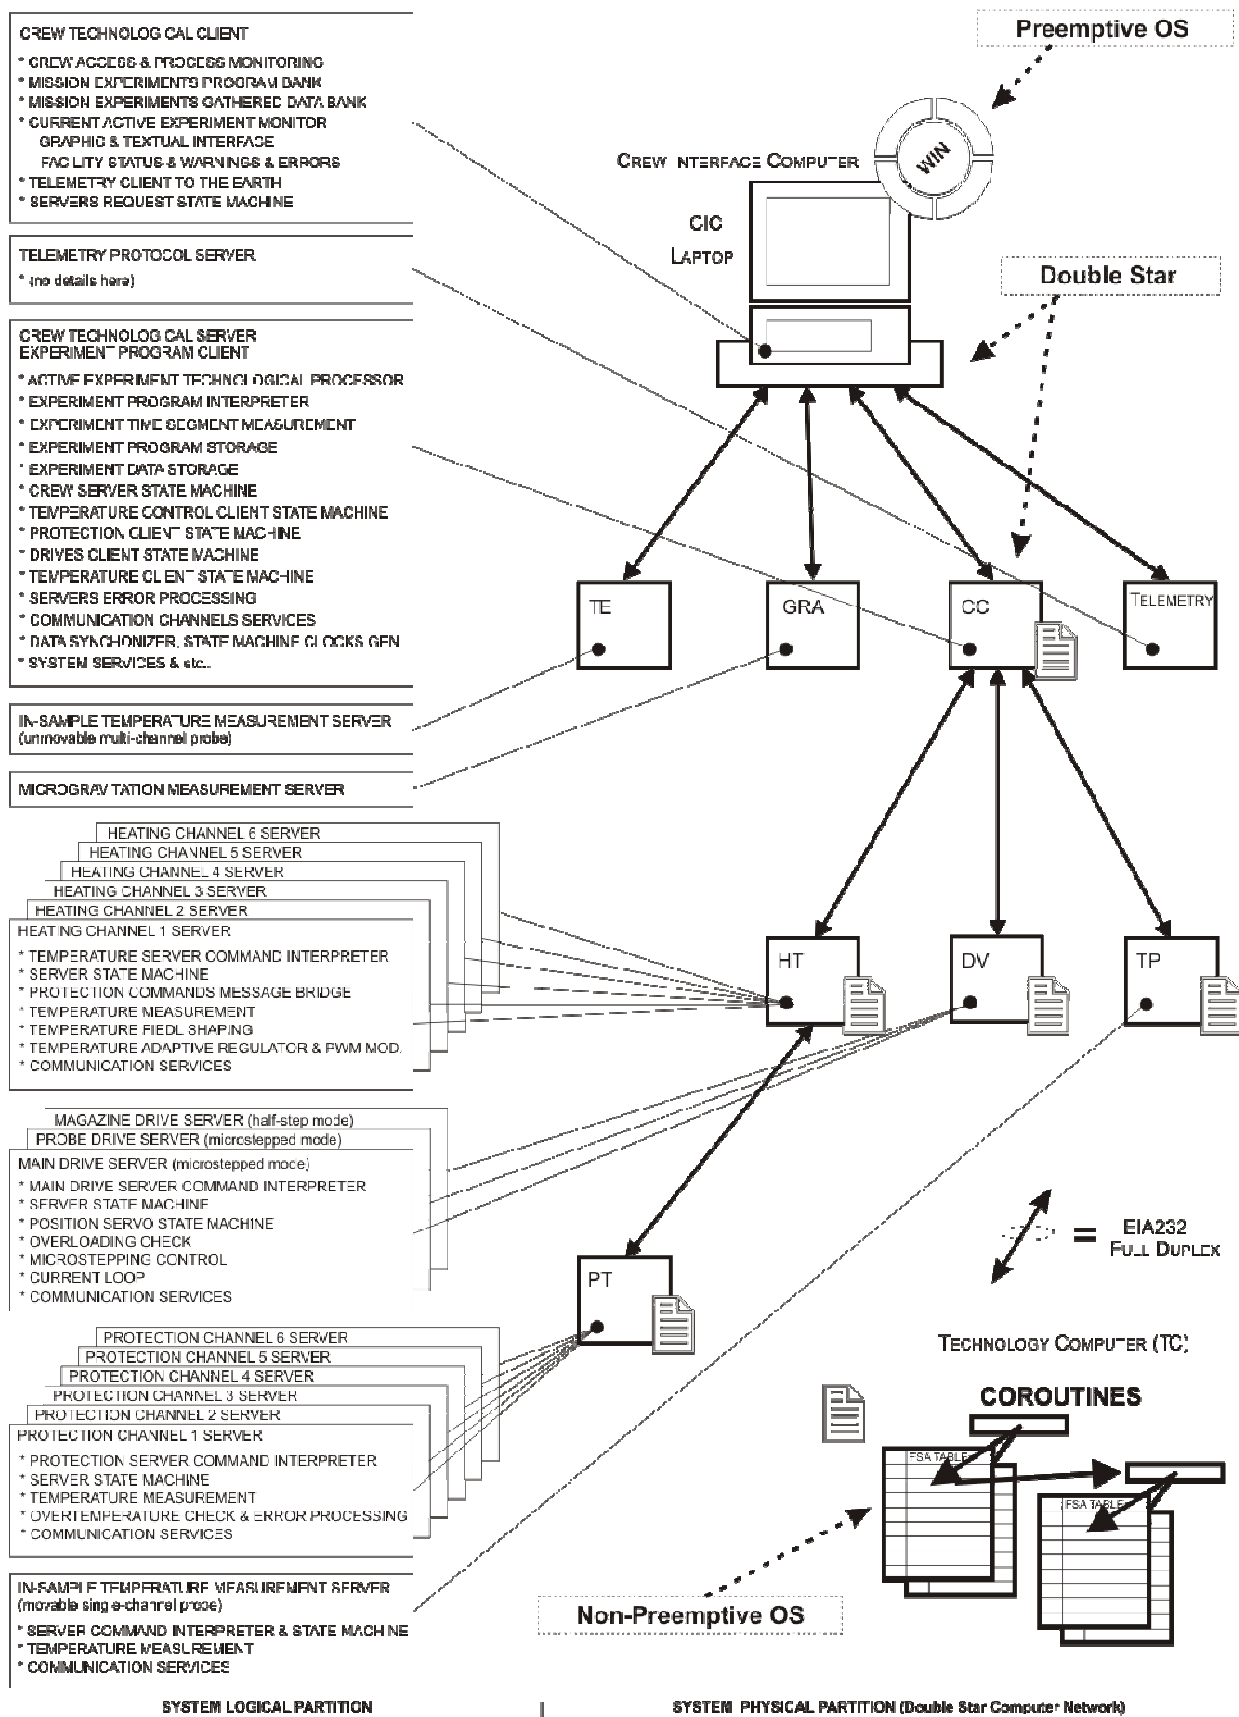 CREW TECHNOLOG CAL CLIENT
* CREW ACCESS & PROCESS MONITORING
* MISSION EXPERIMENTS PROGRAM BANK
* MISSION EXPERIMENTS GATHERED DATA BANK
* CURRENT ACTIVE EXPERIMENT MONITOR
GRAPHIC & TEXTUAL INTERFACE
FACILITY STATUS & WARNINGS & ERRORS
* TELEMETRY CLIENT TO THE EARTH
* SERVERS REQUEST STATE MACHINE
TELEMETRY PROTOCOL SERVER
* (no details here)
CREW TECHNOLOG CAL SERVER
EXPERIMENT PROGRAM CLIENT
* ACTIVE EXPERIMENT TECHNOLOGICAL PROCESSOR
* EXPERIMENT PROGRAM INTERPRETER
* EXPERIMENT TIME SEGMENT MEASUREMENT
* EXPERIMENT PROGRAM STORAGE
* EXPERIMENT DATA STORAGE
* CREW SERVER STATE MACHINE
* TEMPERATURE CONTROL CLIENT STATE MACHINE
* PROTECTION CLIENT STATE MACHINE
* DRIVES CLIENT STATE MACHINE
* TEMPERATURE CLIENT STATE MACHINE
* SERVERS ERROR PROCESSING
* COMMUNICATION CHANNELS SERVICES
* DATA SYNCHONIZER, STATE MACHINE CLOCKS GEN
* SYSTEM SERVICES & etc..
IN-SAMPLE TEMPERATURE MEASUREMENT SERVER
(unmovable multi-channel probe)
MICROGRAV TATION MEASUREMENT SERVER
HEATING CHANNEL 6 SERVER
HEATING CHANNEL 5 SERVER
HEATING CHANNEL 4 SERVER
HEATING CHANNEL 3 SERVER
HEATING CHANNEL 2 SERVER
HEATING CHANNEL 1 SERVER
* TEMPERATURE SERVER COMMAND INTERPRETER
* SERVER STATE MACHINE
* PROTECTION COMMANDS MESSAGE BRIDGE
* TEMPERATURE MEASUREMENT
* TEMPERATURE FIEDL SHAPING
* TEMPERATURE ADAPTIVE REGULATOR & PWM MOD.
* COMMUNICATION SERVICES
MAGAZINE DRIVE SERVER (half-step mode)
PROBE DRIVE SERVER (microstepped mode)
MAIN DRIVE SERVER (microstepped mode)
* MAIN DRIVE SERVER COMMAND INTERPRETER
* SERVER STATE MACHINE
* POSITION SERVO STATE MACHINE
* OVERLOADING CHECK
* MICROSTEPPING CONTROL
* CURRENT LOOP
* COMMUNICATION SERVICES
PROTECTION CHANNEL 6 SERVER
PROTECTION CHANNEL 5 SERVER
PROTECTION CHANNEL 4 SERVER
PROTECTION CHANNEL 3 SERVER
PROTECTION CHANNEL 2 SERVER
PROTECTION CHANNEL 1 SERVER
* PROTECTION SERVER COMMAND INTERPRETER
* SERVER STATE MACHINE
* TEMPERATURE MEASUREMENT
* OVERTEMPERATURE CHECK & ERROR PROCESSING
* COMMUNICATION SERVICES
IN-SAMPLE TEMPERATURE MEASUREMENT SERVER
(movable single-channel probe)
* SERVER COMMAND INTERPRETER & STATE MACHINE
* TEMPERATURE MEASUREMENT
* COMMUNICATION SERVICES
SYSTEM LOGICAL PARTITION
Preemptive OS
WIN
CREW INTERFACE COMPUTER
CIC
LAPTOP
Double Star
TE
GRA
CC
TELEMETRY
HT
DV
TP
PT
= EIA232
FULL DUPLEX
TECHNOLOGY COMPUTER (TC)
COROUTINES
FSA TABLE
FSA TABLE
Non-Preemptive OS
SYSTEM PHYSICAL PARTITION (Double Star Computer Network)